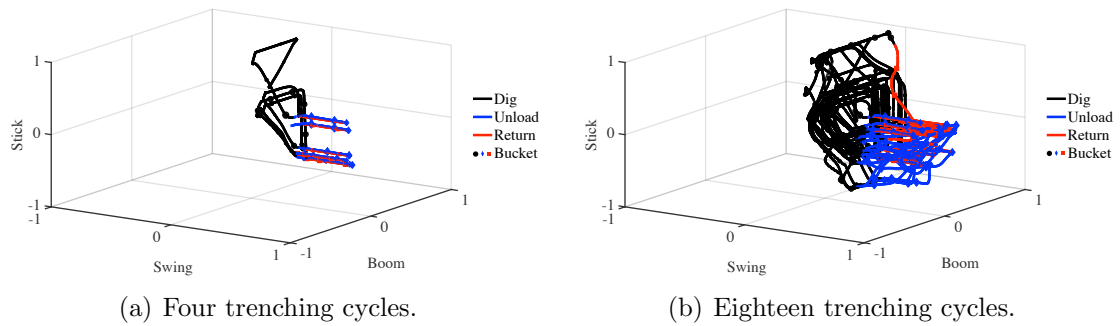 1
0
-1
-1
0
1
-1
0
1
Stick
Swing
Boom
Dig
Unload
Return
Bucket
(a) Four trenching cycles.
1
0
-1
-1
0
1
-1
0
1
Stick
Swing
Boom
Dig
Unload
Return
Bucket
(b) Eighteen trenching cycles.